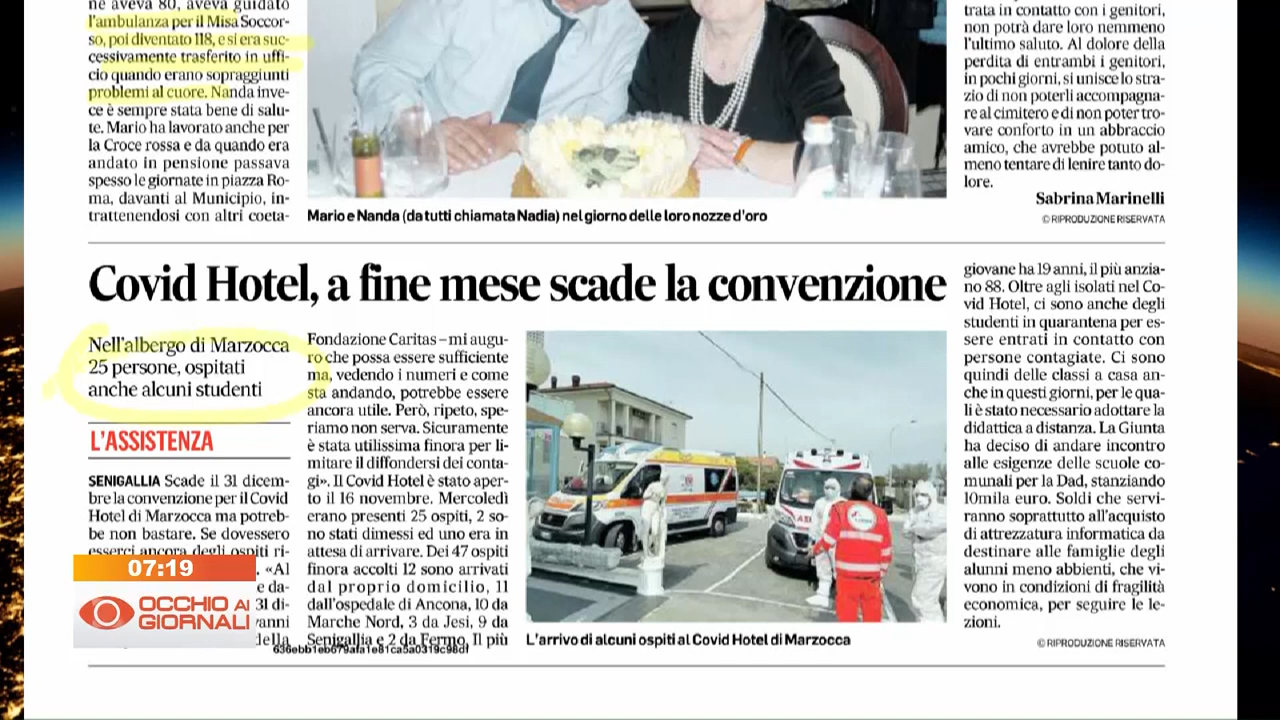 ne aveva 80, aveva guidato
l'ambulanza per il Misa Soccor-
so, poi diventato 118, e si era suc-
cessivamente trasferito in uffi-
cio quando erano sopraggiunti
problemi al cuore. Nanda inve-
ce è sempre stata bene di salu-
te. Mario ha lavorato anche per
la Croce rossa e da quando era
andato in pensione passava
spesso le giornate in piazza Ro-
ma, davanti al Municipio, in-
trattenendosi con altri coeta-
Mario e Nanda (da tutti chiamata Nadia) nel giorno delle loro nozze d'oro
trata in contatto con i genitori,
non potrà dare loro nemmeno
l'ultimo saluto. Al dolore della
perdita di entrambi i genitori,
in pochi giorni, si unisce lo stra-
zio di non poterli accompagna-
re al cimitero e di non poter tro-
vare conforto in un abbraccio
amico, che avrebbe potuto al-
meno tentare di lenire tanto do-
lore.
Sabrina Marinelli
© RIPRODUZIONE RISERVATA
Covid Hotel, a fine mese scade la convenzione
Nell'albergo di Marzocca
25 persone, ospitati
anche alcuni studenti
L'ASSISTENZA
SENIGALLIA Scade il 31 dicem-
bre la convenzione per il Covid
Hotel di Marzocca ma potreb-
be non bastare. Se dovessero
esserci ancora degli ospiti ri-
. «Al
e da-
31 di-
vanni
della
Fondazione Caritas – mi augu-
ro che possa essere sufficiente
ma, vedendo i numeri e come
sta andando, potrebbe essere
ancora utile. Però, ripeto, spe-
riamo non serva. Sicuramente
è stata utilissima finora per li-
mitare il diffondersi dei conta-
gi». Il Covid Hotel è stato aper-
to il 16 novembre. Mercoledì
erano presenti 25 ospiti, 2 so-
no stati dimessi ed uno era in
attesa di arrivare. Dei 47 ospiti
finora accolti 12 sono arrivati
dal proprio domicilio, 11
dall'ospedale di Ancona, 10 da
Marche Nord, 3 da Jesi, 9 da
Senigallia e 2 da Fermo. Il più
L'arrivo di alcuni ospiti al Covid Hotel di Marzocca
giovane ha 19 anni, il più anzia-
no 88. Oltre agli isolati nel Co-
vid Hotel, ci sono anche degli
studenti in quarantena per es-
sere entrati in contatto con
persone contagiate. Ci sono
quindi delle classi a casa an-
che in questi giorni, per le qua-
li è stato necessario adottare la
didattica a distanza. La Giunta
ha deciso di andare incontro
alle esigenze delle scuole co-
munali per la Dad, stanziando
10mila euro. Soldi che servi-
ranno soprattutto all'acquisto
di attrezzatura informatica da
destinare alle famiglie degli
alunni meno abbienti, che vi-
vono in condizioni di fragilità
economica, per seguire le le-
zioni.
© RIPRODUZIONE RISERVATA
07:19
OCCHIO AI
GIORNALI